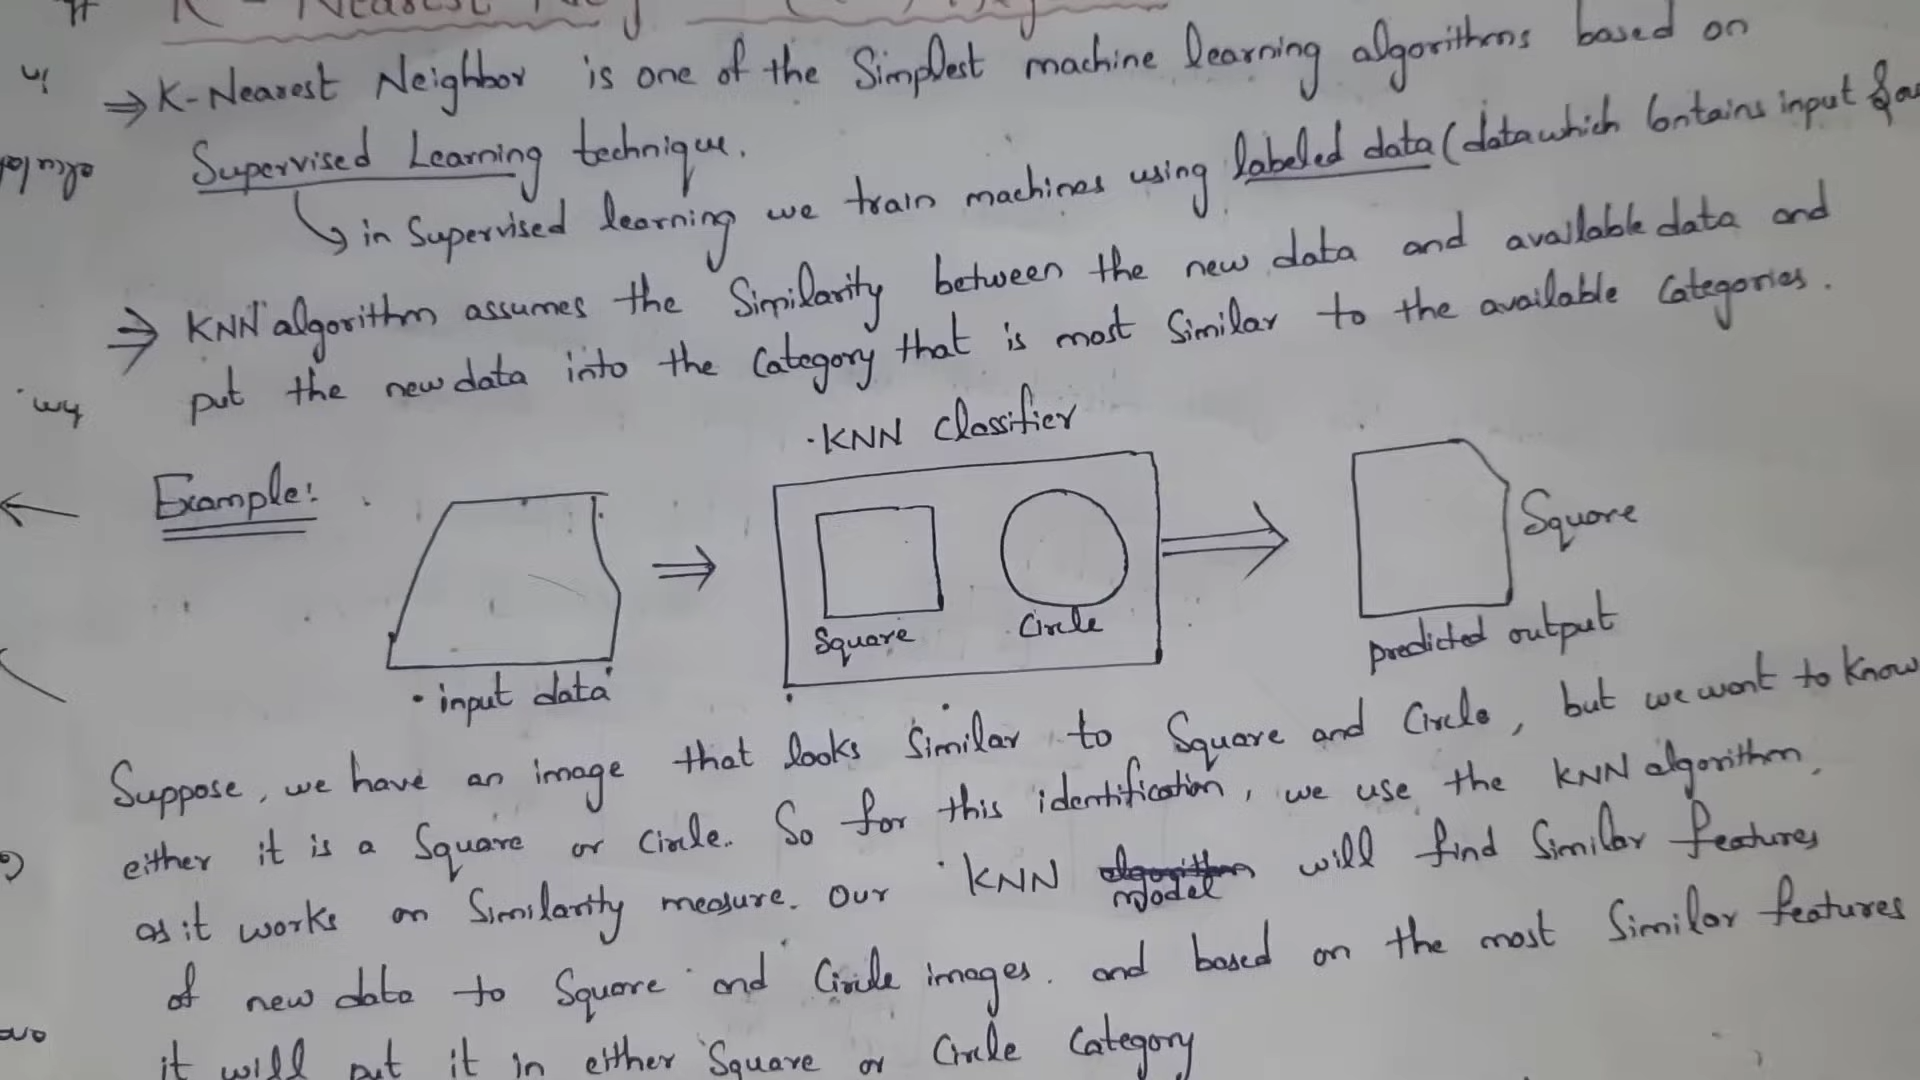 K-Nearest
⇒ K-Nearest Neighbor is one of the Simplest machine learning algorithms based on
Supervised Learning technique.
in Supervised learning we train machines using labeled data (data which Contains input &
⇒ KNN algorithm assumes the Similarity between the new data and available data and
put the new data into the Category that is most Similar to the available Categories.
Example:
KNN Classifier
Square
Circle
input data
Square
predicted output
Suppose, we have an image that looks Similar to Square and Circle, but we want to know
either it is a Square or Circle. So for this identification, we use the KNN algorithm,
as it works on Similarity measure. Our KNN model will find Similar features
of new data to Square and Circle images. and based on the most Similar features
it will put it in either Square or Circle Category